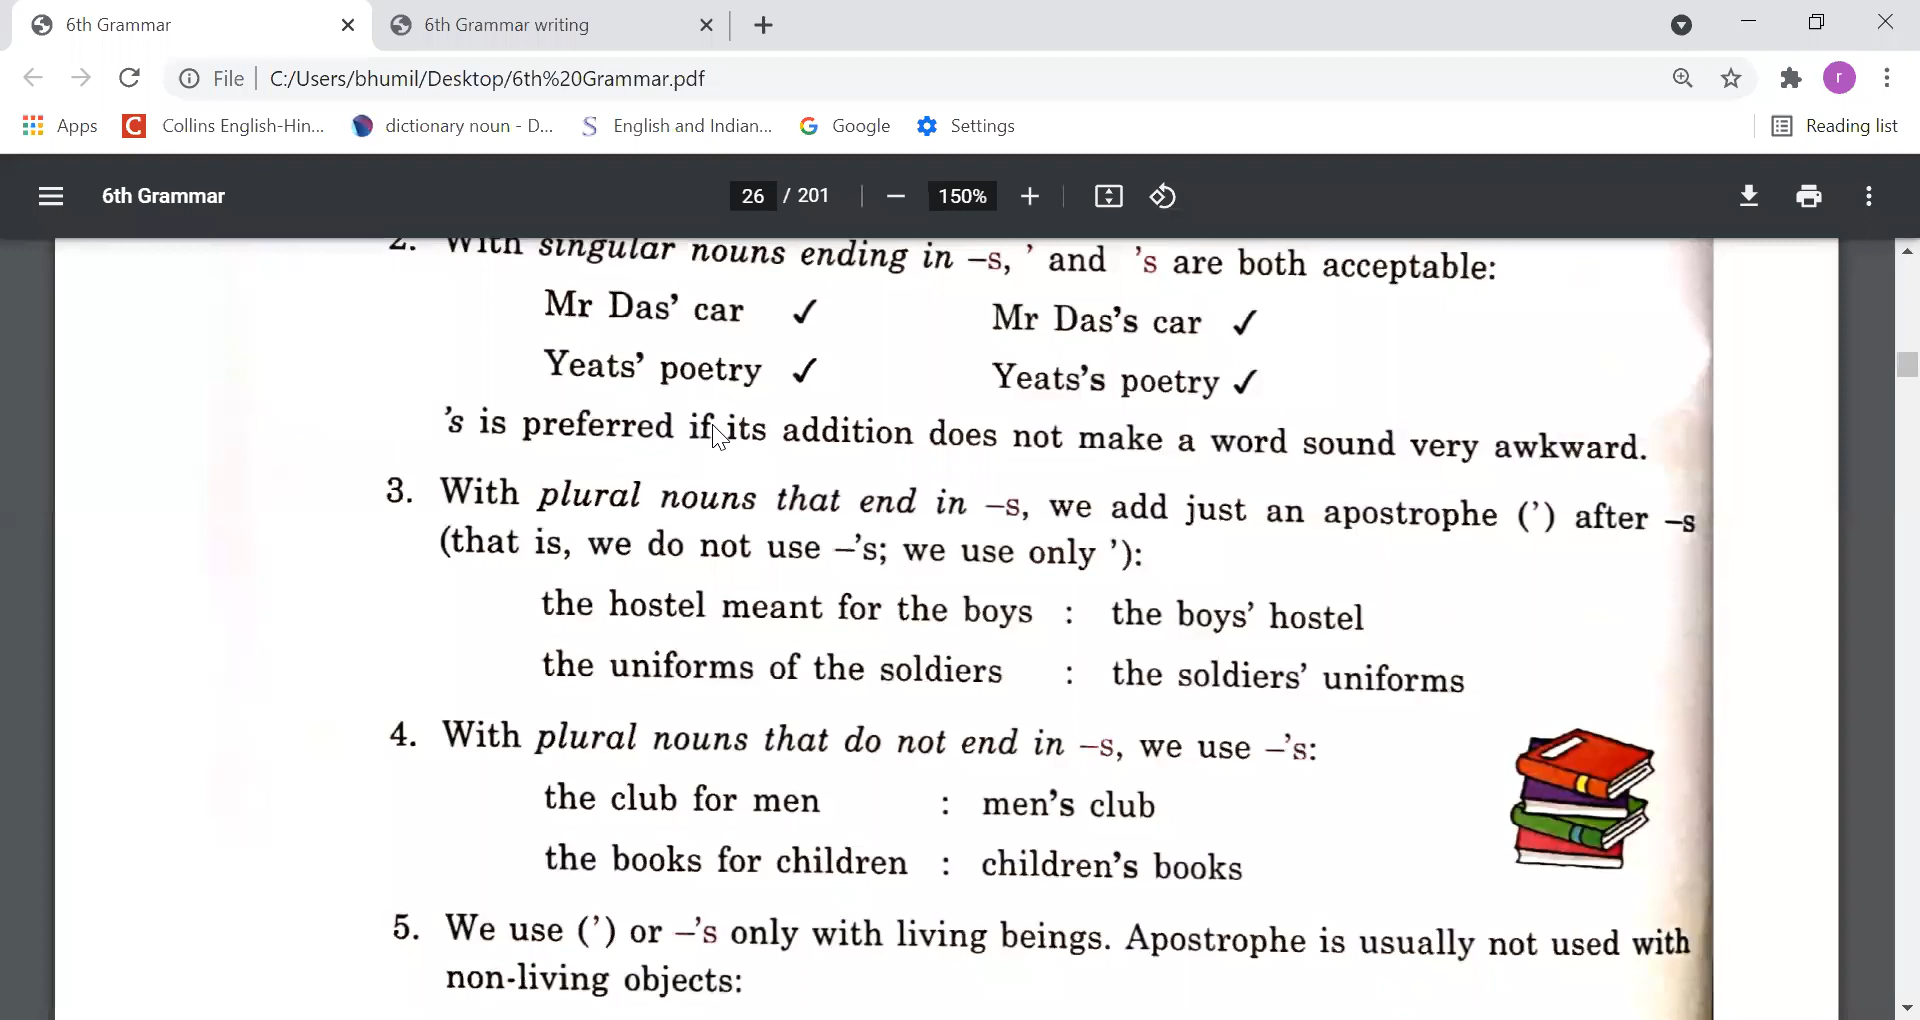 6th Grammar
6th Grammar writing
File C:/Users/bhumil/Desktop/6th%20Grammar.pdf
r
Apps Collins English-Hin... dictionary noun - D... English and Indian... Google Settings Reading list
6th Grammar 26 / 201 150%
2. With singular nouns ending in –s, ’ and ’s are both acceptable:
Mr Das’ car ✓ Mr Das’s car ✓
Yeats’ poetry ✓ Yeats’s poetry ✓
’s is preferred if its addition does not make a word sound very awkward.
3. With plural nouns that end in –s, we add just an apostrophe (’) after –s
(that is, we do not use –’s; we use only ’):
the hostel meant for the boys : the boys’ hostel
the uniforms of the soldiers : the soldiers’ uniforms
4. With plural nouns that do not end in –s, we use –’s:
the club for men : men’s club
the books for children : children’s books
5. We use (’) or –’s only with living beings. Apostrophe is usually not used with
non-living objects: